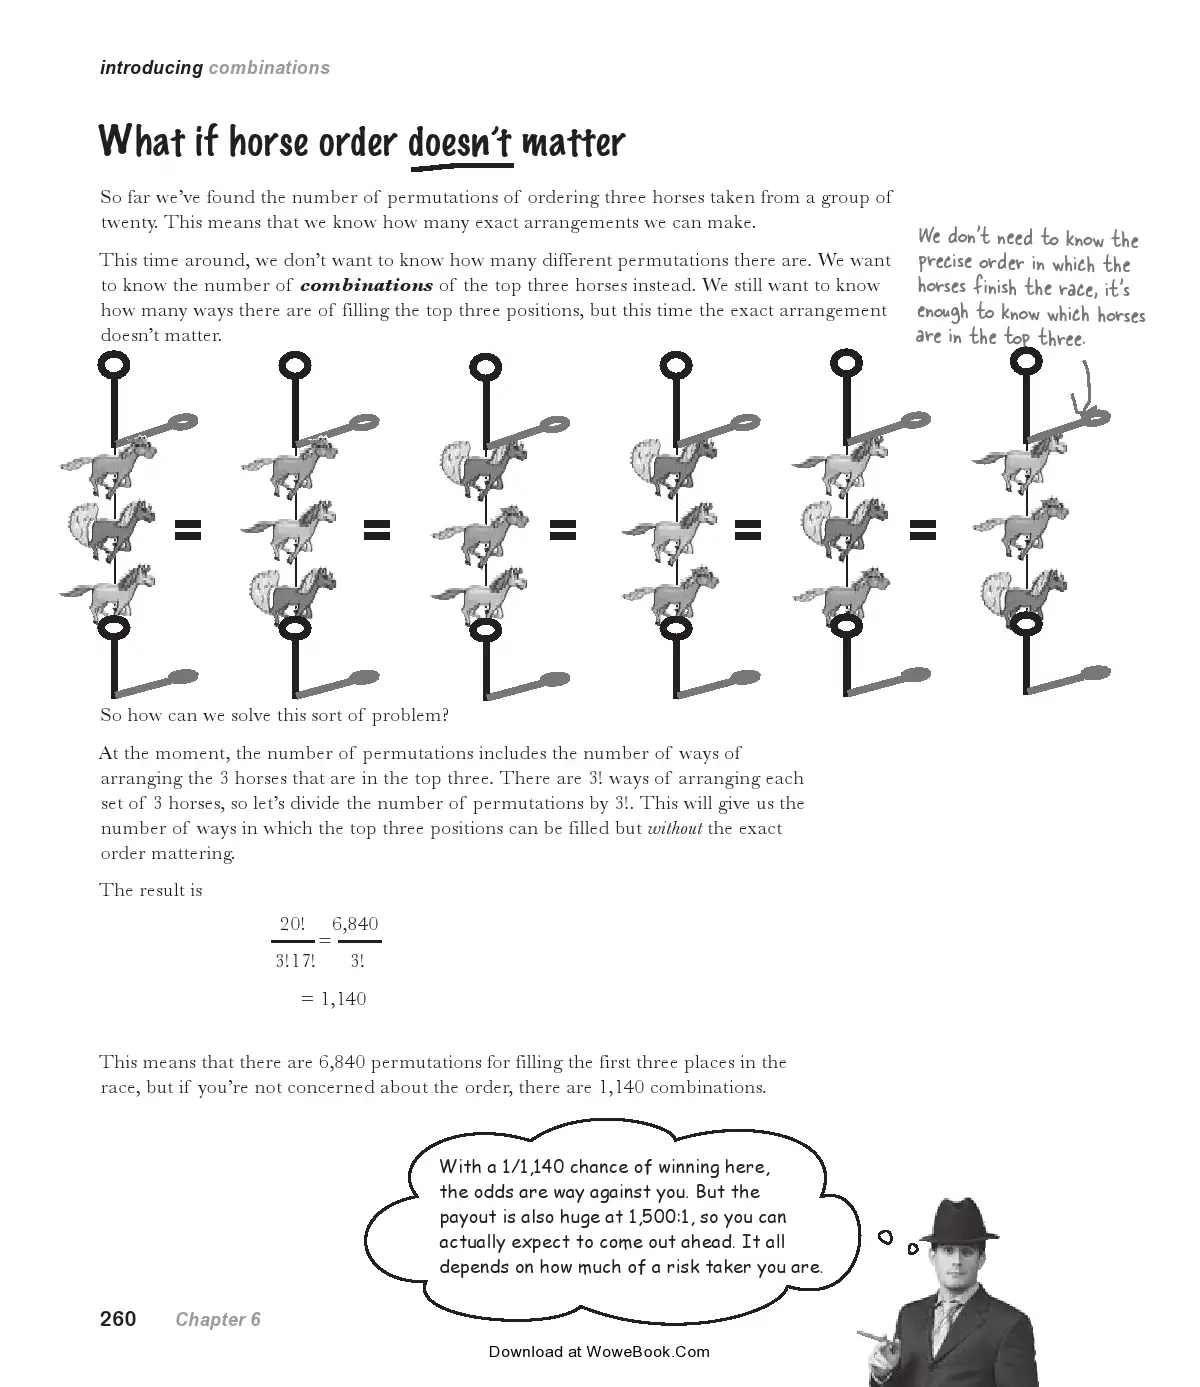 introducing combinations
What if horse order doesn't matter
So far we've found the number of permutations of ordering three horses taken from a group of
twenty. This means that we know how many exact arrangements we can make.
This time around, we don't want to know how many different permutations there are. We want
to know the number of combinations of the top three horses instead. We still want to know
how many ways there are of filling the top three positions, but this time the exact arrangement
doesn't matter.
We don't need to know the
precise order in which the
horses finish the race, it's
enough to know which horses
are in the top three.
= = = = =
So how can we solve this sort of problem?
At the moment, the number of permutations includes the number of ways of
arranging the 3 horses that are in the top three. There are 3! ways of arranging each
set of 3 horses, so let's divide the number of permutations by 3!. This will give us the
number of ways in which the top three positions can be filled but without the exact
order mattering.
The result is
20! 6,840
=
3!17! 3!
= 1,140
This means that there are 6,840 permutations for filling the first three places in the
race, but if you're not concerned about the order, there are 1,140 combinations.
With a 1/1,140 chance of winning here,
the odds are way against you. But the
payout is also huge at 1,500:1, so you can
actually expect to come out ahead. It all
depends on how much of a risk taker you are.
260 Chapter 6
Download at WoweBook.Com